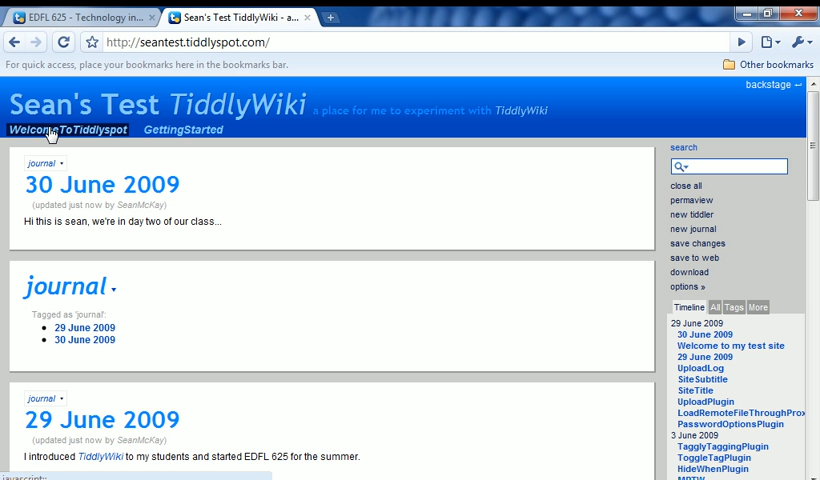 EDFL 625 - Technology in...
Sean's Test TiddlyWiki - a...
http://seantest.tiddlyspot.com/
For quick access, place your bookmarks here in the bookmarks bar.
Other bookmarks
backstage
Sean's Test TiddlyWiki a place for me to experiment with TiddlyWiki
WelcomeToTiddlyspot GettingStarted
journal
30 June 2009
(updated just now by SeanMcKay)
Hi this is sean, we're in day two of our class...
journal
Tagged as 'journal':
29 June 2009
30 June 2009
journal
29 June 2009
(updated just now by SeanMcKay)
I introduced TiddlyWiki to my students and started EDFL 625 for the summer.
javascript:;
search
close all
permaview
new tiddler
new journal
save changes
save to web
download
options »
Timeline All Tags More
29 June 2009
30 June 2009
Welcome to my test site
29 June 2009
UploadLog
SiteSubtitle
SiteTitle
UploadPlugin
LoadRemoteFileThroughProx
PasswordOptionsPlugin
3 June 2009
TagglyTaggingPlugin
ToggleTagPlugin
HideWhenPlugin
MPTW